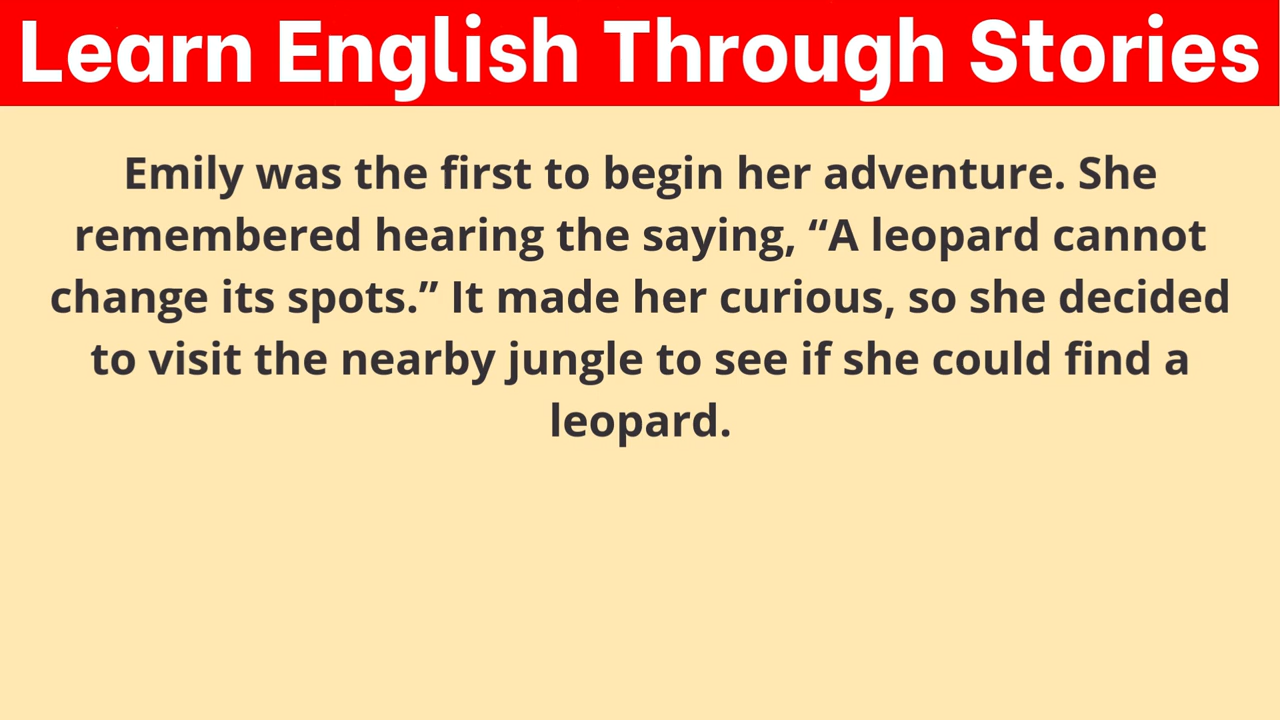 Learn English Through Stories
Emily was the first to begin her adventure. She
remembered hearing the saying, “A leopard cannot
change its spots.” It made her curious, so she decided
to visit the nearby jungle to see if she could find a
leopard.